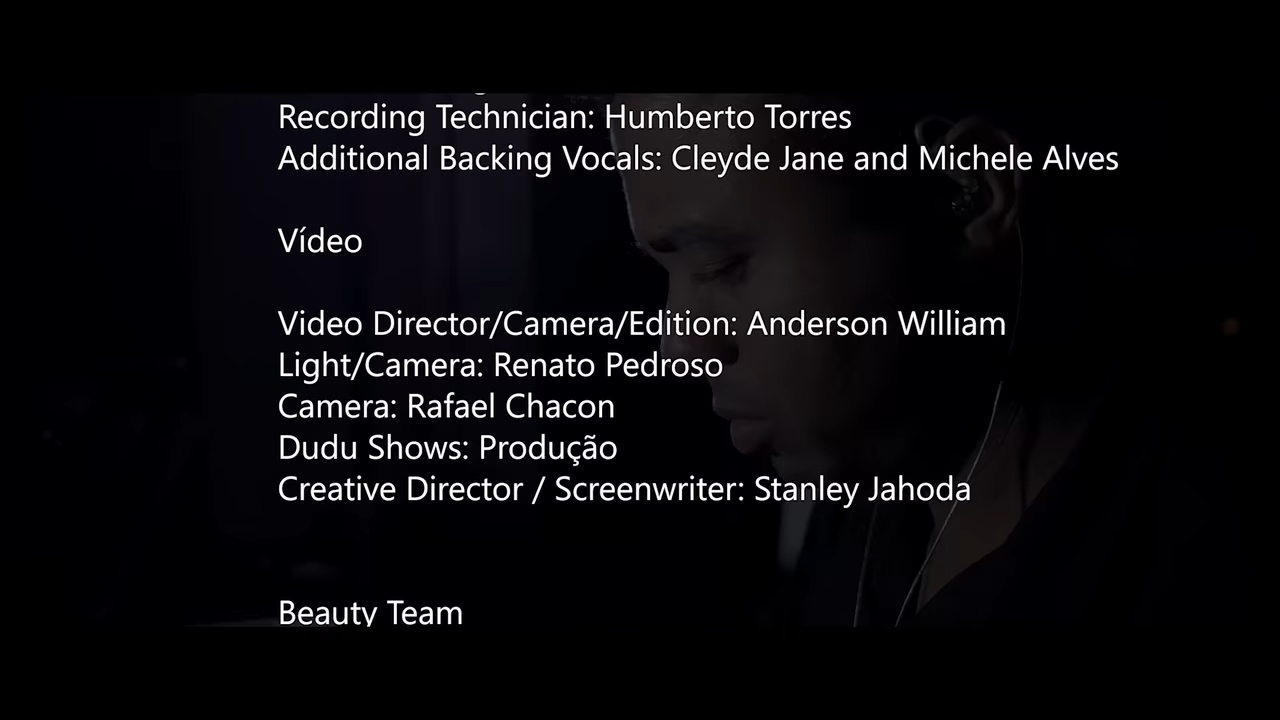 Recording Technician: Humberto Torres
Additional Backing Vocals: Cleyde Jane and Michele Alves
Vídeo
Video Director/Camera/Edition: Anderson William
Light/Camera: Renato Pedroso
Camera: Rafael Chacon
Dudu Shows: Produção
Creative Director / Screenwriter: Stanley Jahoda
Beauty Team